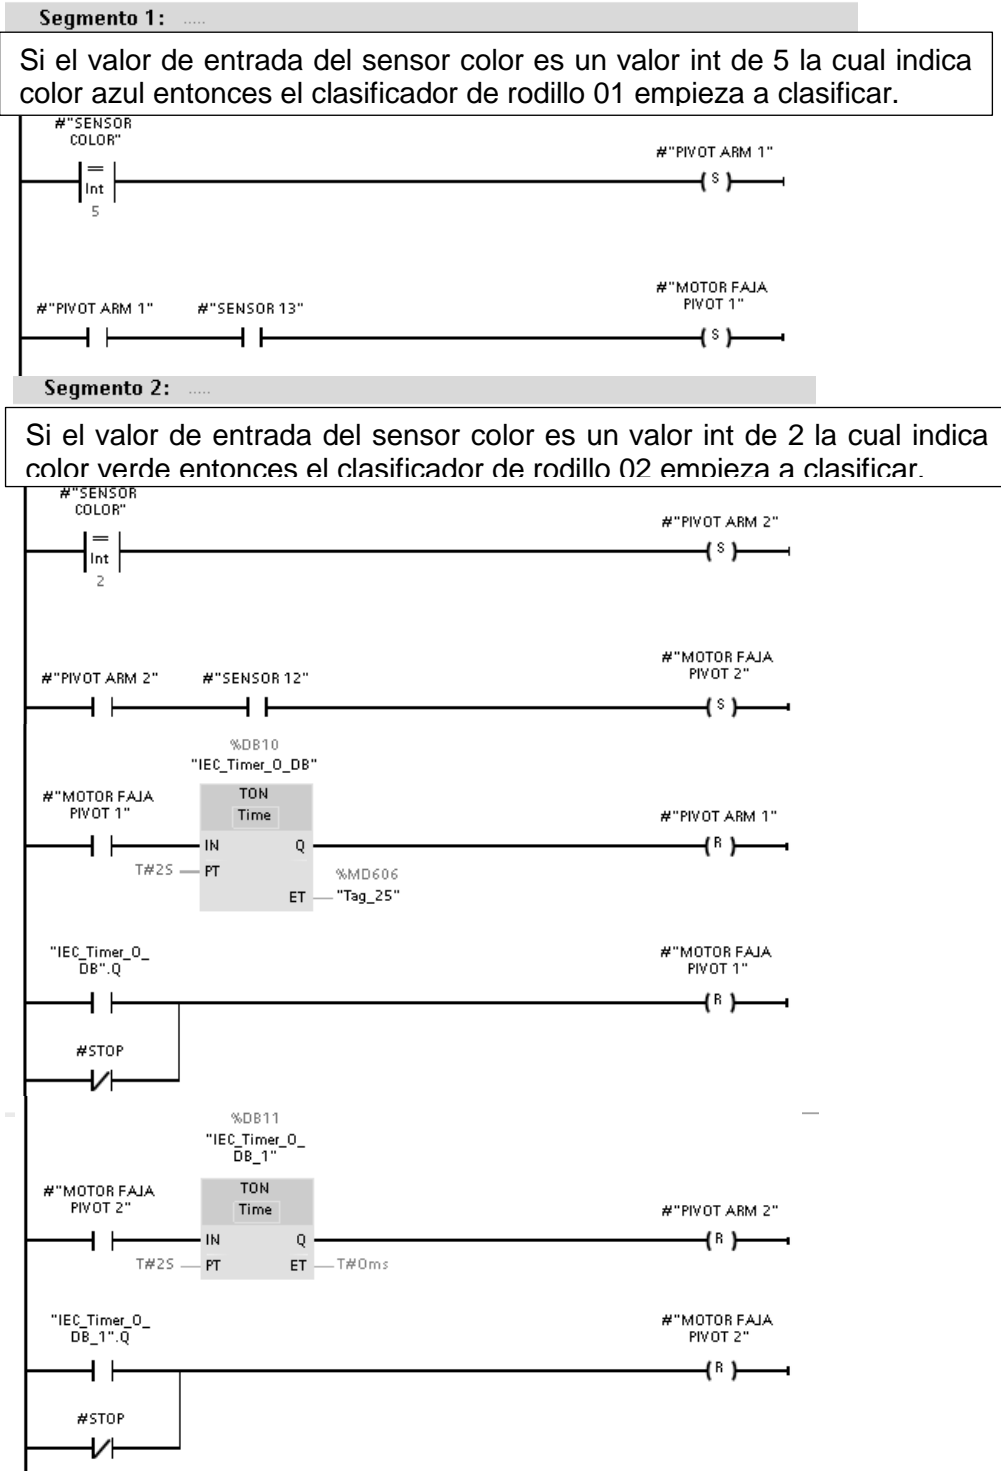 Segmento 1: .....
Si el valor de entrada del sensor color es un valor int de 5 la cual indica
color azul entonces el clasificador de rodillo 01 empieza a clasificar.
#"SENSOR
COLOR"
==
Int
5
#"PIVOT ARM 1"
( S )
#"PIVOT ARM 1"
#"SENSOR 13"
#"MOTOR FAJA
PIVOT 1"
( S )
Segmento 2: .....
Si el valor de entrada del sensor color es un valor int de 2 la cual indica
color verde entonces el clasificador de rodillo 02 empieza a clasificar.
#"SENSOR
COLOR"
==
Int
2
#"PIVOT ARM 2"
( S )
#"PIVOT ARM 2"
#"SENSOR 12"
#"MOTOR FAJA
PIVOT 2"
( S )
%DB10
"IEC_Timer_0_DB"
#"MOTOR FAJA
PIVOT 1"
TON
Time
IN Q
T#2S PT
ET
%MD606
"Tag_25"
#"PIVOT ARM 1"
( R )
"IEC_Timer_0_
DB".Q
#"MOTOR FAJA
PIVOT 1"
( R )
#STOP
%DB11
"IEC_Timer_0_
DB_1"
#"MOTOR FAJA
PIVOT 2"
TON
Time
IN Q
T#2S PT ET T#0ms
#"PIVOT ARM 2"
( R )
"IEC_Timer_0_
DB_1".Q
#"MOTOR FAJA
PIVOT 2"
( R )
#STOP